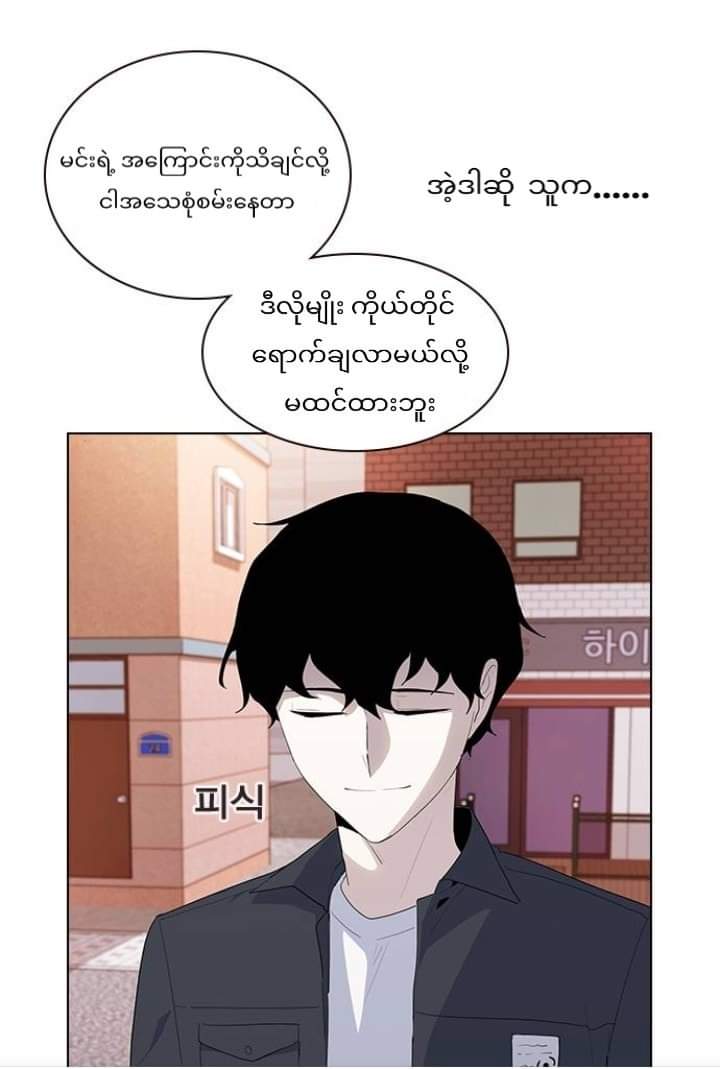 မင်းရဲ့ အကြောင်းကိုသိချင်လို့
ငါအသေစုံစမ်းနေတာ
အဲ့ဒါဆို သူက......
ဒီလိုမျိုး ကိုယ်တိုင်
ရောက်ချလာမယ်လို့
မထင်ထားဘူး
하이
74
피식